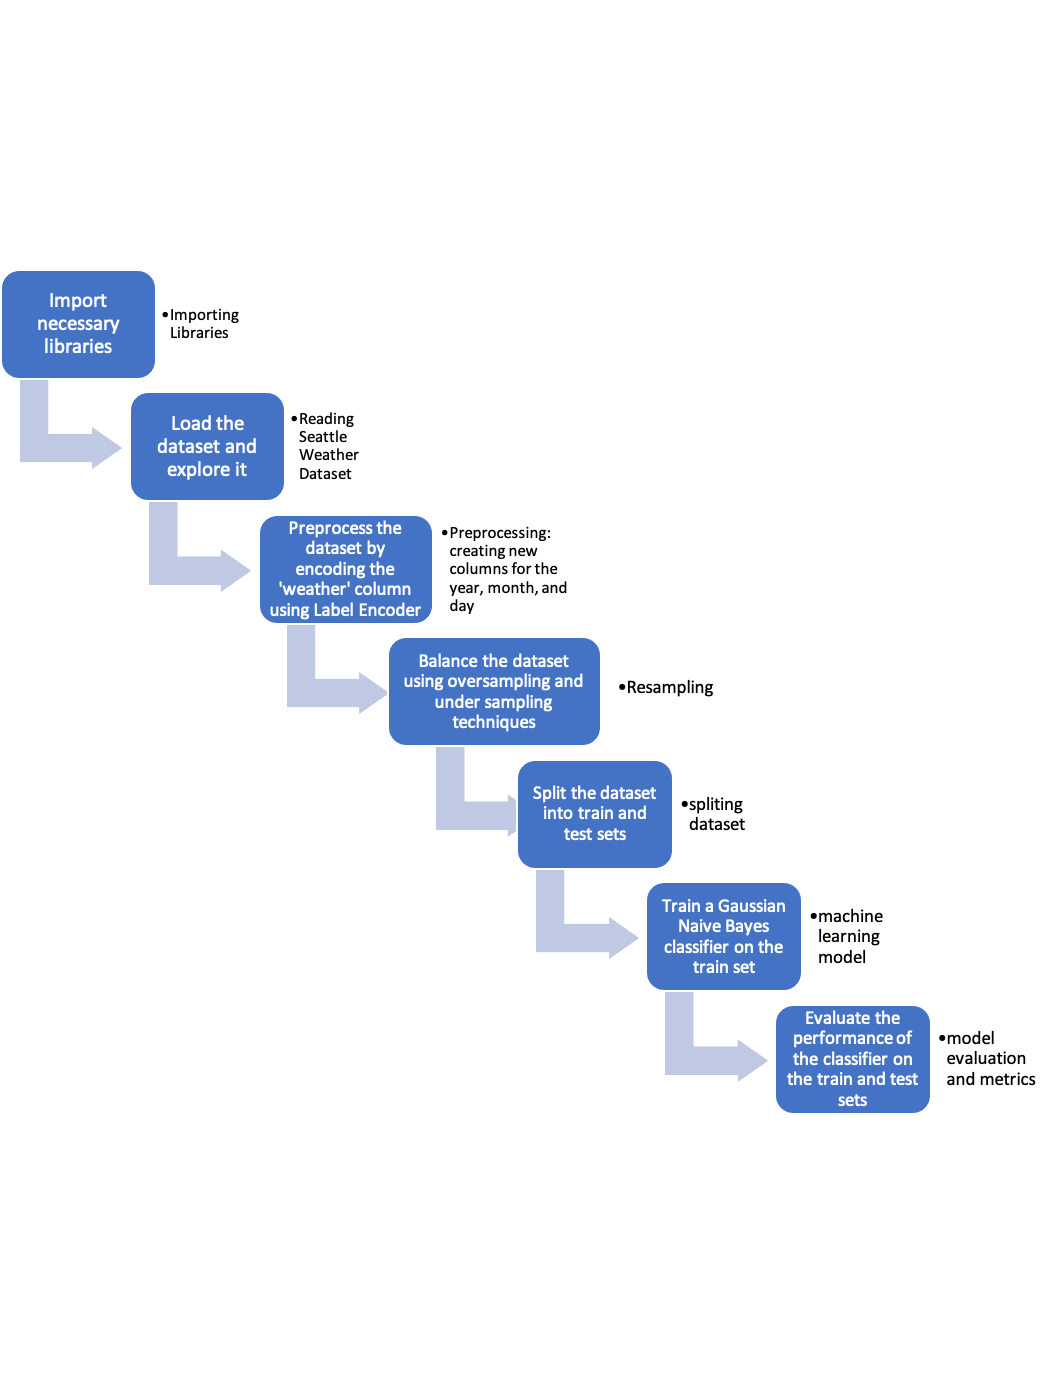 Import
necessary
libraries
•Importing
Libraries
Load the
dataset and
explore it
•Reading
Seattle
Weather
Dataset
Preprocess the
dataset by
encoding the
'weather' column
using Label Encoder
•Preprocessing:
creating new
columns for the
year, month, and
day
Balance the dataset
using oversampling and
under sampling
techniques
•Resampling
Split the dataset
into train and
test sets
•spliting
dataset
Train a Gaussian
Naive Bayes
classifier on the
train set
•machine
learning
model
Evaluate the
performance of
the classifier on
the train and test
sets
•model
evaluation
and metrics